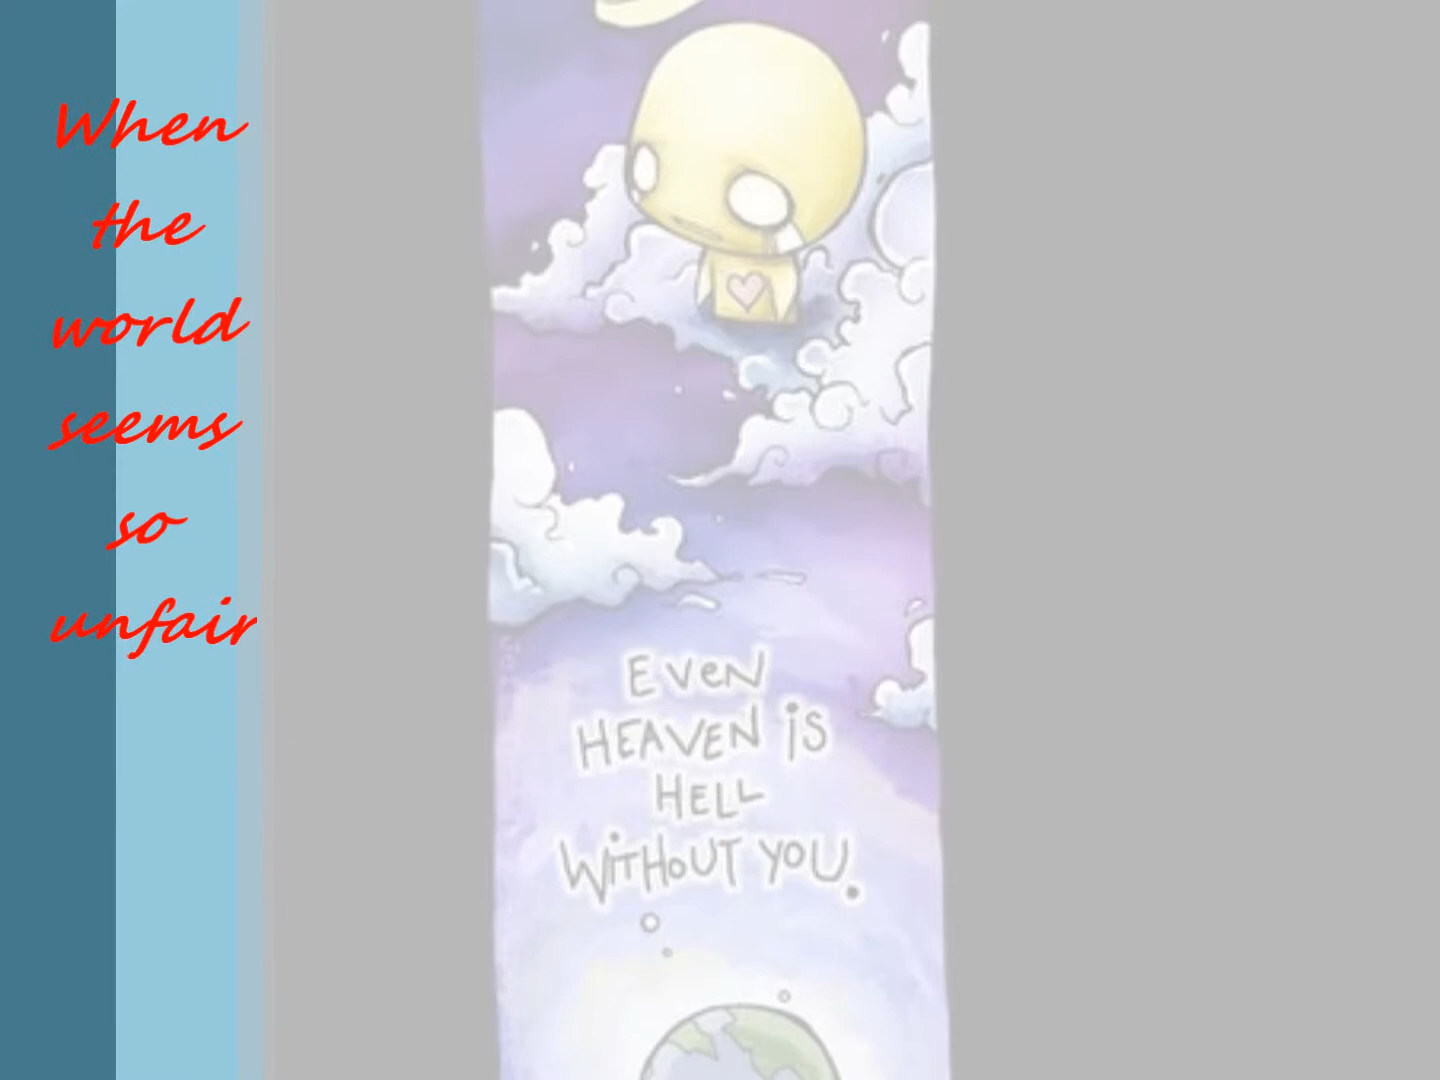 When
the
world
seems
so
unfair
EVEN
HEAVEN iS
HELL
WiTHoUT YOU.